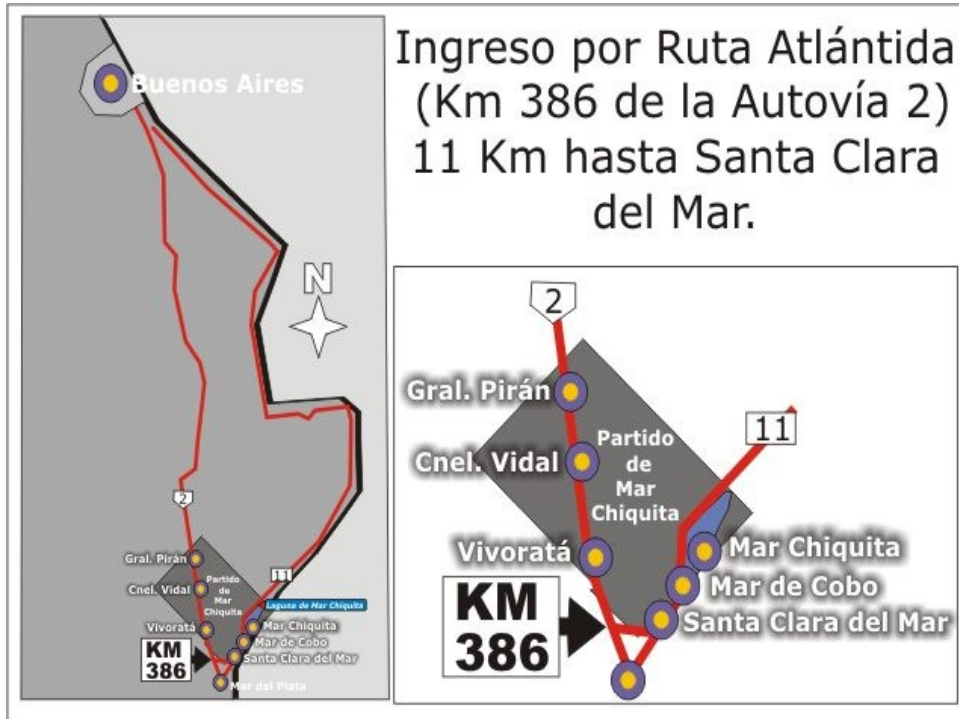 Buenos Aires
N
2
Gral. Pirán
Cnel. Vidal
Partido
de
Mar
Chiquita
11
Laguna de Mar Chiquita
Vivoratá
Mar Chiquita
Mar de Cobo
KM
386
Santa Clara del Mar
Mar del Plata
Ingreso por Ruta Atlántida
(Km 386 de la Autovía 2)
11 Km hasta Santa Clara
del Mar.
2
Gral. Pirán
11
Cnel. Vidal
Partido
de
Mar
Chiquita
Vivoratá
Mar Chiquita
Mar de Cobo
KM
386
Santa Clara del Mar